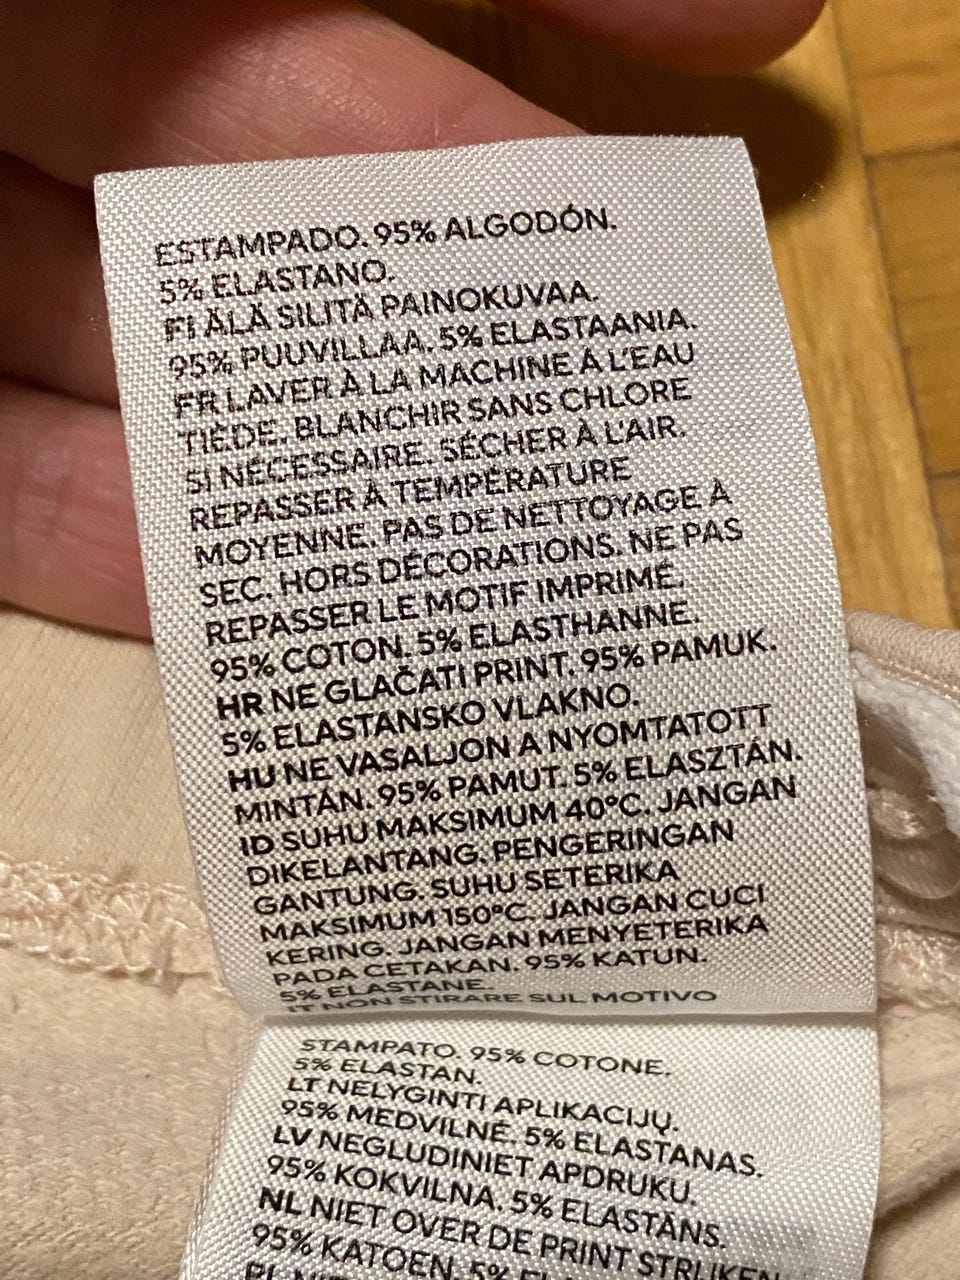 ESTAMPADO. 95% ALGODÓN.
5% ELASTANO.
FI ÄLÄ SILITÄ PAINOKUVAA.
95% PUUVILLAA. 5% ELASTAANIA.
FR LAVER À LA MACHINE À L'EAU
TIÈDE. BLANCHIR SANS CHLORE
SI NÉCESSAIRE. SÉCHER À L'AIR.
REPASSER À TEMPÉRATURE
MOYENNE. PAS DE NETTOYAGE À
SEC. HORS DÉCORATIONS. NE PAS
REPASSER LE MOTIF IMPRIMÉ.
95% COTON. 5% ELASTHANNE.
HR NE GLAČATI PRINT. 95% PAMUK.
5% ELASTANSKO VLAKNO.
HU NE VASALJON A NYOMTATOTT
MINTÁN. 95% PAMUT. 5% ELASZTÁN.
ID SUHU MAKSIMUM 40°C. JANGAN
DIKELANTANG. PENGERINGAN
GANTUNG. SUHU SETERIKA
MAKSIMUM 150°C. JANGAN CUCI
KERING. JANGAN MENYETERIKA
PADA CETAKAN. 95% KATUN.
5% ELASTANE.
IT NON STIRARE SUL MOTIVO
STAMPATO. 95% COTONE.
5% ELASTAN.
LT NELYGINTI APLIKACIJŲ.
95% MEDVILNĖ. 5% ELASTANAS.
LV NEGLUDINIET APDRUKU.
95% KOKVILNA. 5% ELASTĀNS.
NL NIET OVER DE PRINT STRIJKEN.
95% KATOEN. 5%